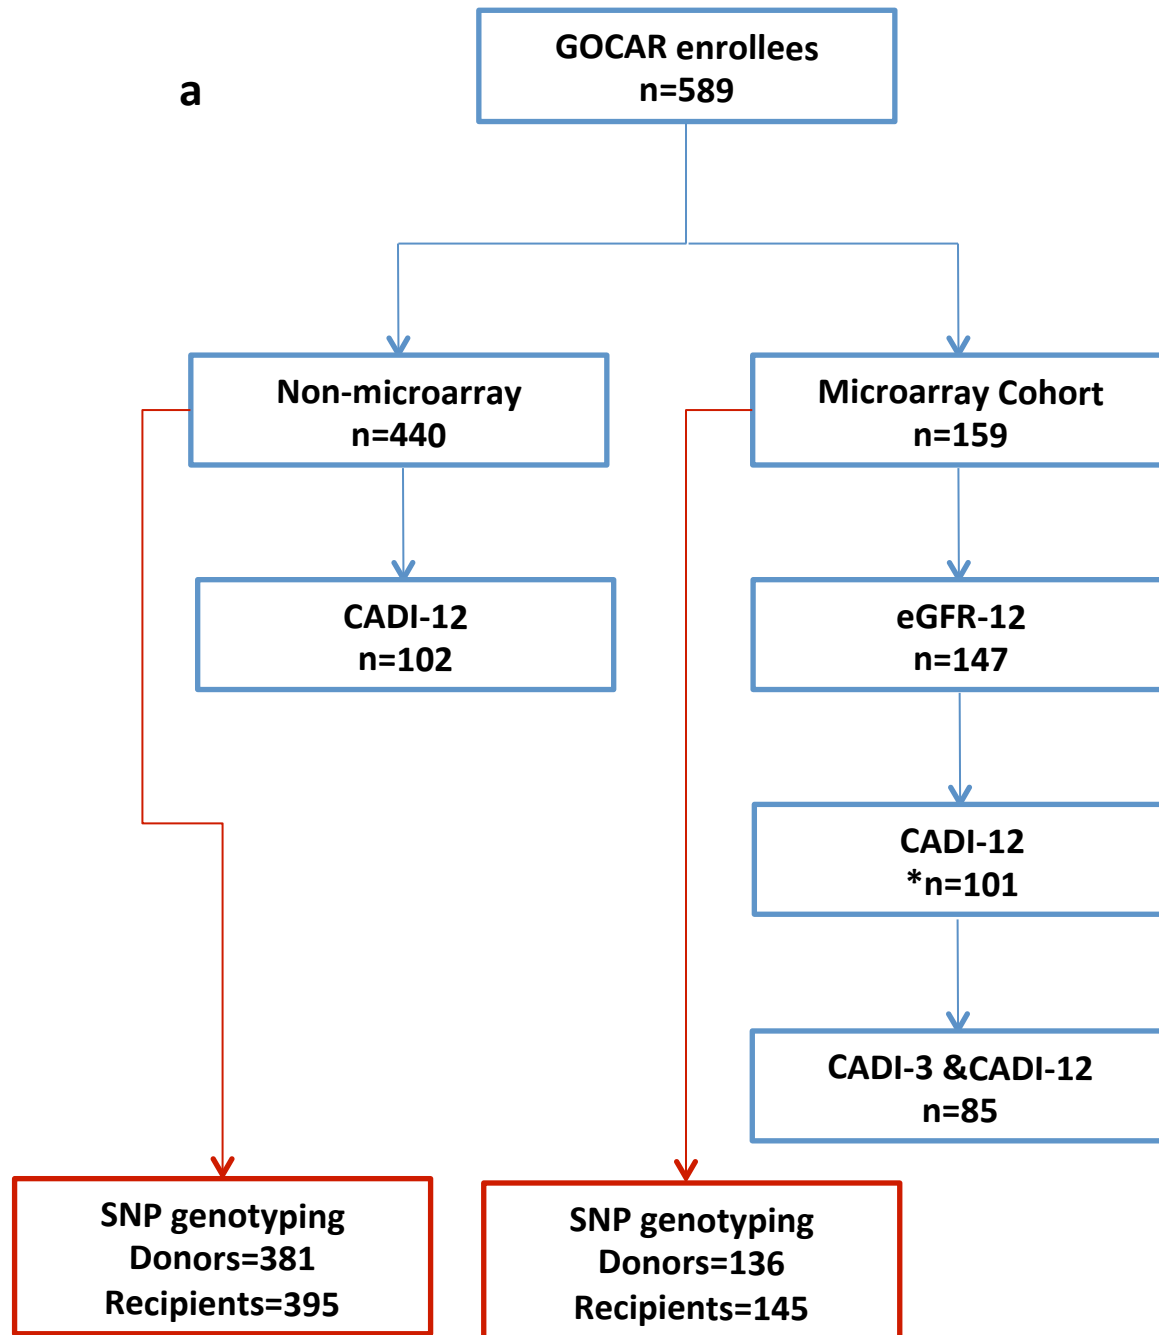 a
GOCAR enrollees
n=589
Non-microarray
n=440
Microarray Cohort
n=159
CADI-12
n=102
eGFR-12
n=147
CADI-12
*n=101
CADI-3 &CADI-12
n=85
SNP genotyping
Donors=381
Recipients=395
SNP genotyping
Donors=136
Recipients=145